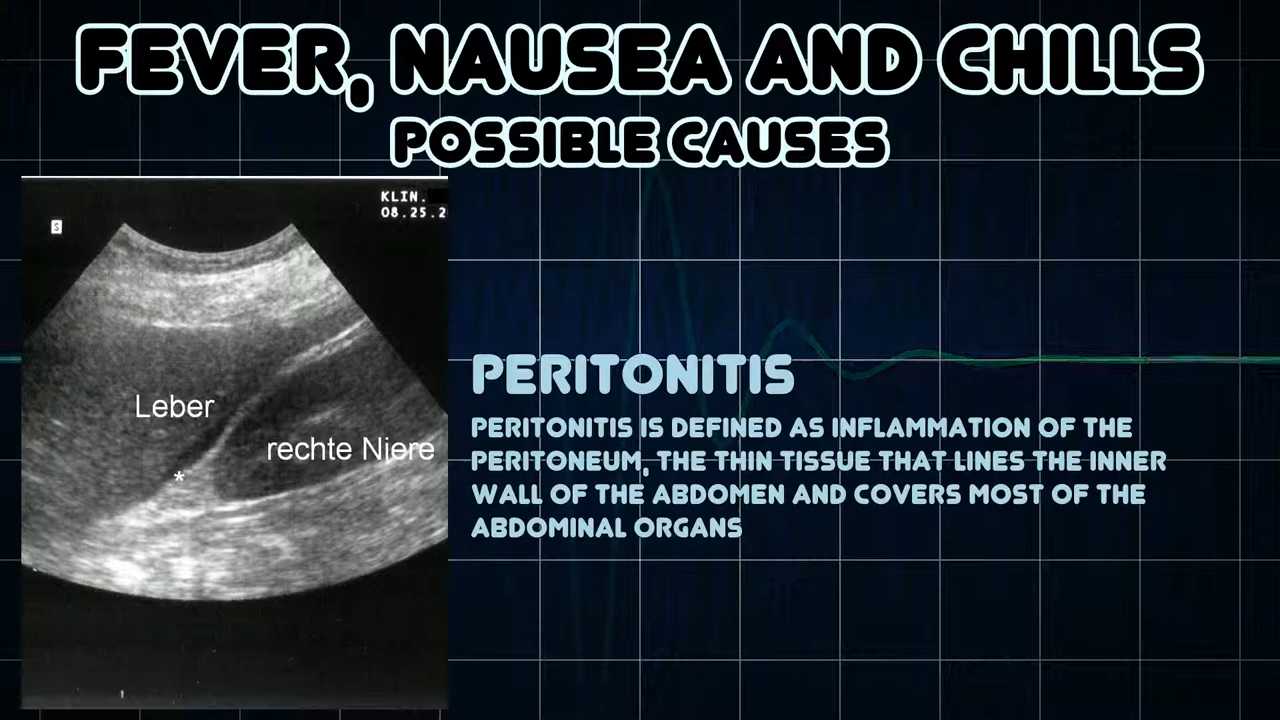 FEVER, NAUSEA AND CHILLS
POSSIBLE CAUSES
KLIN.
08.25.2
S
Leber
rechte Niere
*
PERITONITIS
PERITONITIS IS DEFINED AS INFLAMMATION OF THE
PERITONEUM, THE THIN TISSUE THAT LINES THE INNER
WALL OF THE ABDOMEN AND COVERS MOST OF THE
ABDOMINAL ORGANS